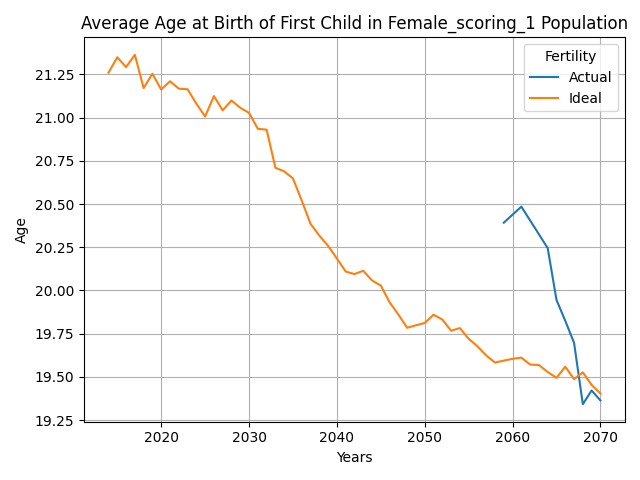 Average Age at Birth of First Child in Female_scoring_1 Population
Fertility
Actual
Ideal
21.25
21.00
20.75
20.50
20.25
20.00
19.75
19.50
19.25
Age
2020
2030
2040
2050
2060
2070
Years